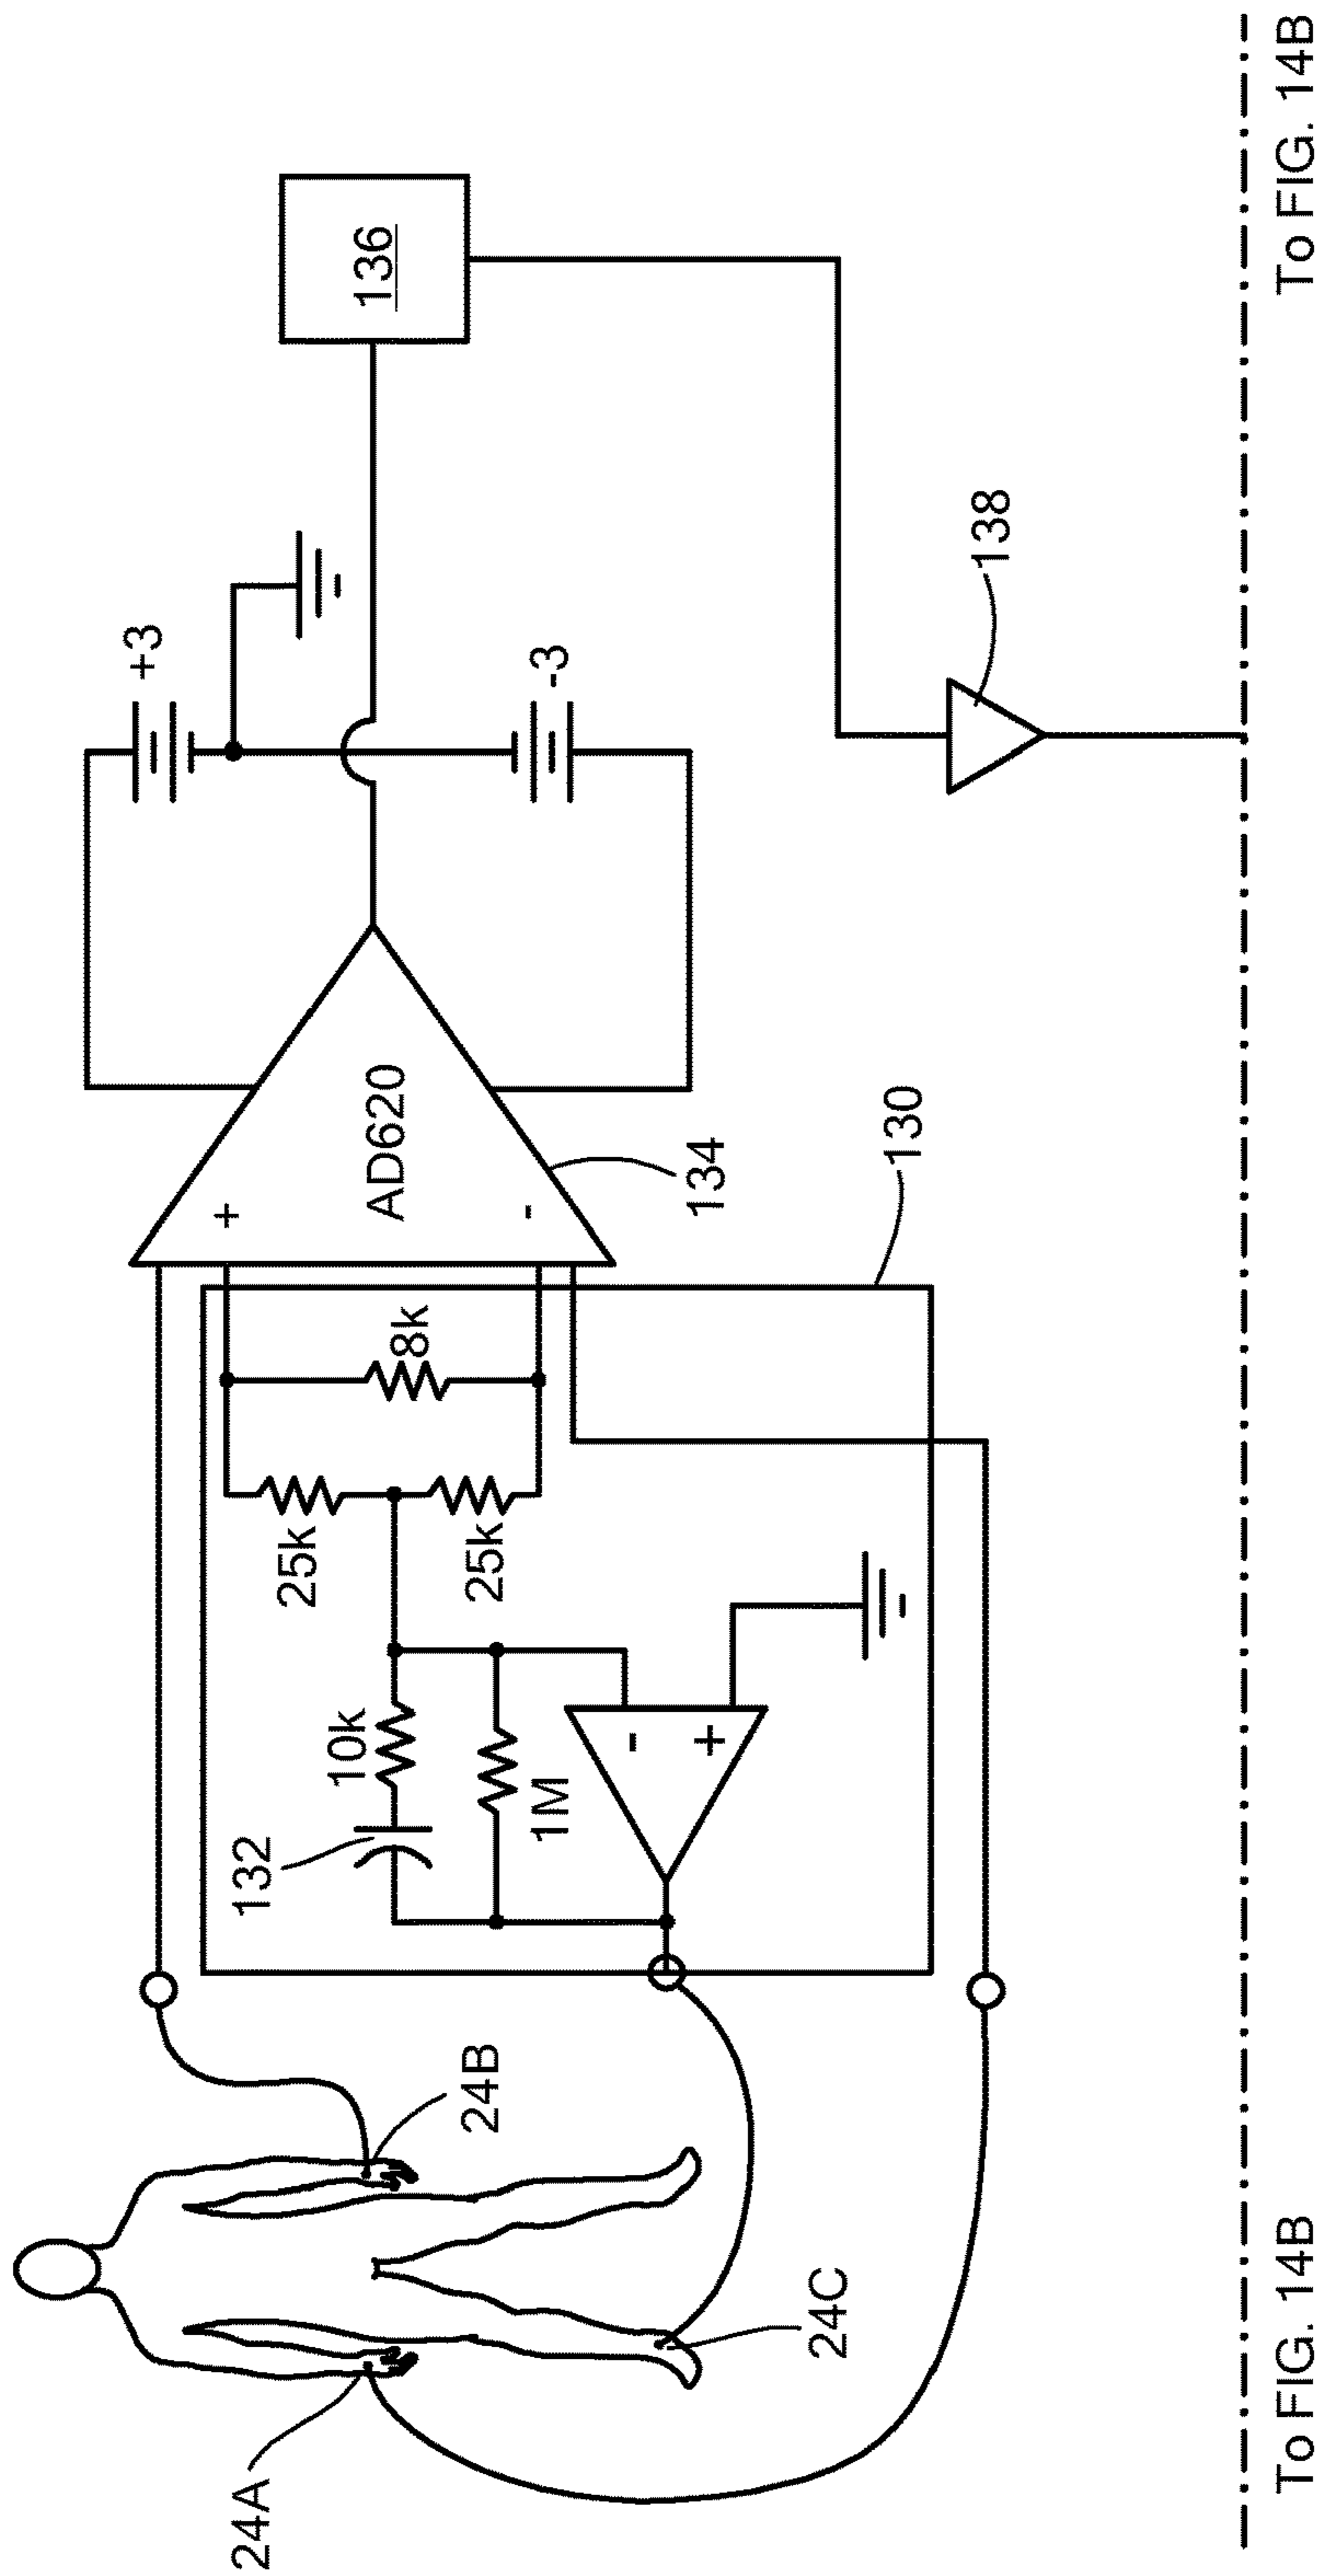 +3
-3
136
AD620
+
-
134
8k
25k
25k
130
10k
132
1M
-
+
138
24B
24A
24C
To FIG. 14B
To FIG. 14B